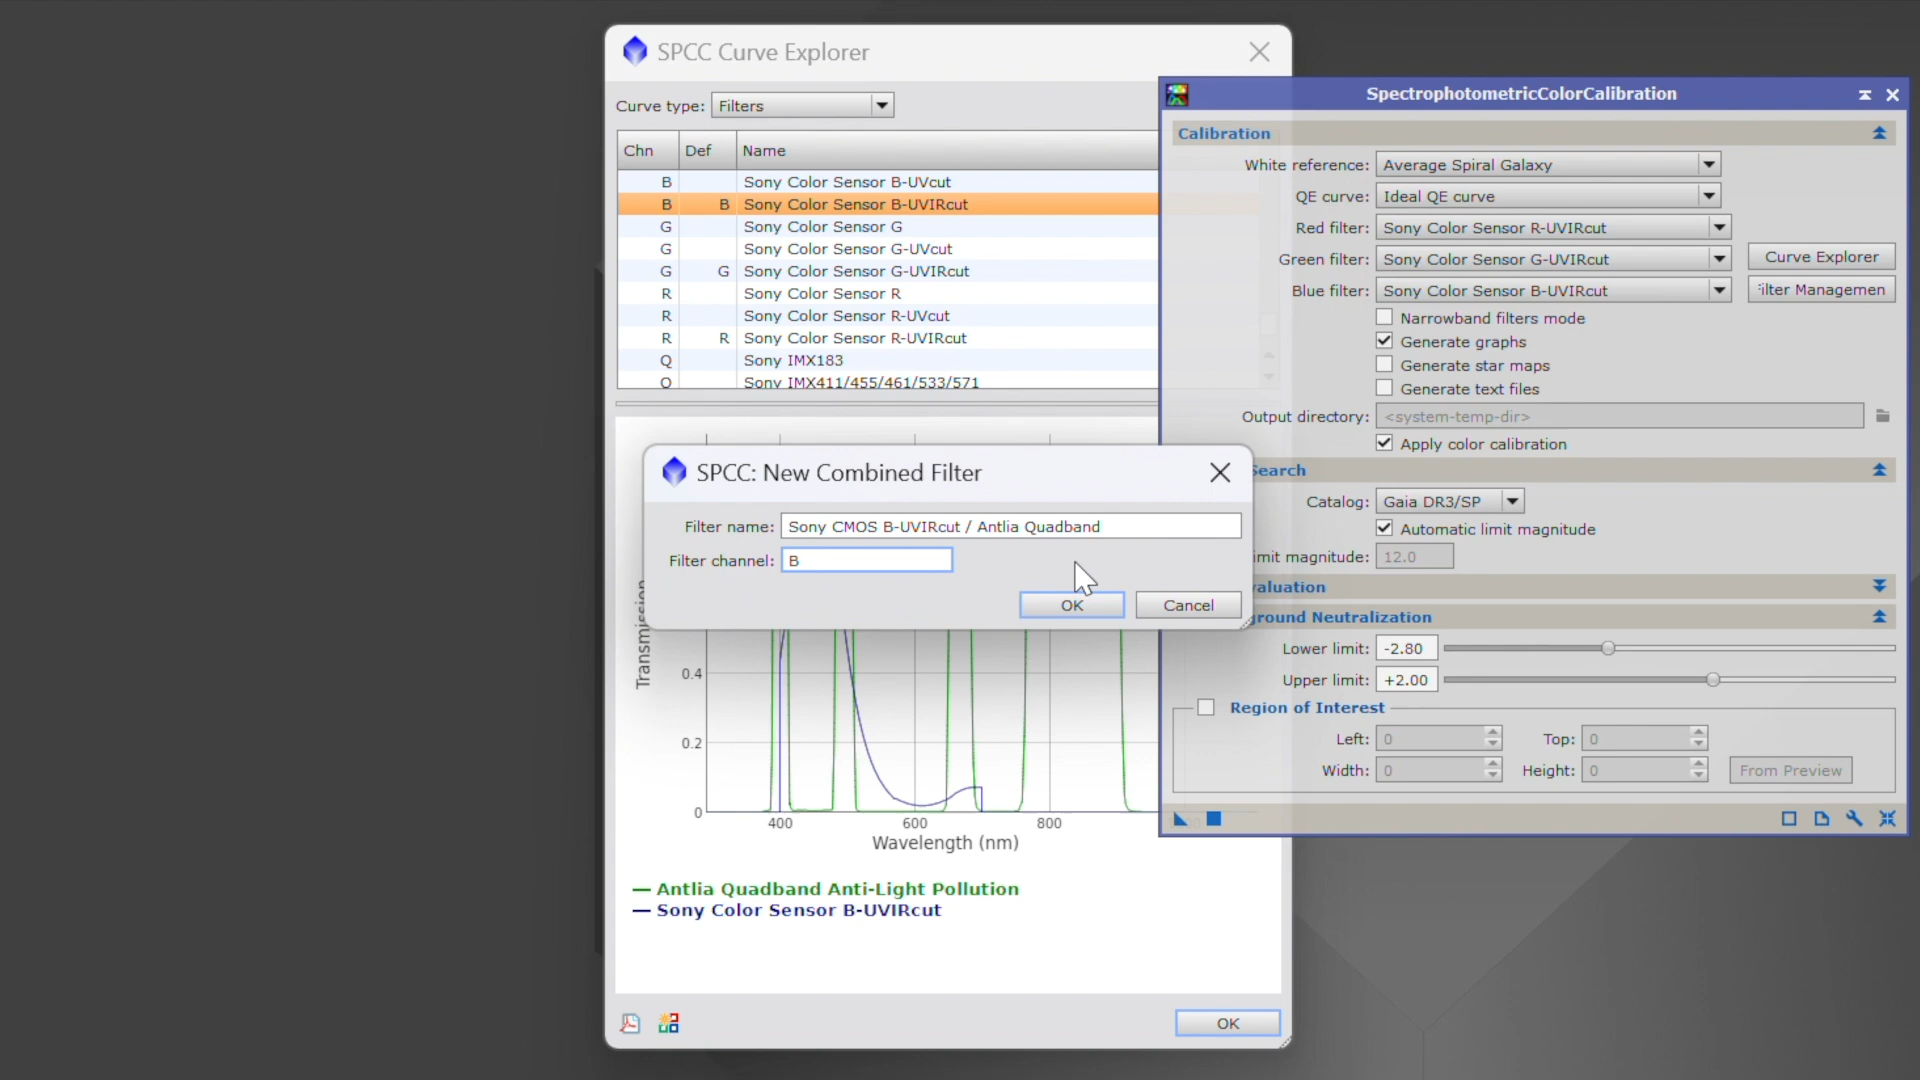 SPCC Curve Explorer
Curve type: Filters
Chn Def Name
B Sony Color Sensor B-UVcut
B B Sony Color Sensor B-UVIRcut
G Sony Color Sensor G
G Sony Color Sensor G-UVcut
G G Sony Color Sensor G-UVIRcut
R Sony Color Sensor R
R Sony Color Sensor R-UVcut
R R Sony Color Sensor R-UVIRcut
Q Sony IMX183
Q Sony IMX411/455/461/533/571
SPCC: New Combined Filter
Filter name: Sony CMOS B-UVIRcut / Antlia Quadband
Filter channel: B
OK Cancel
Transmission
0.4
0.2
0
400 600 800
Wavelength (nm)
— Antlia Quadband Anti-Light Pollution
— Sony Color Sensor B-UVIRcut
OK
SpectrophotometricColorCalibration
Calibration
White reference: Average Spiral Galaxy
QE curve: Ideal QE curve
Red filter: Sony Color Sensor R-UVIRcut
Green filter: Sony Color Sensor G-UVIRcut Curve Explorer
Blue filter: Sony Color Sensor B-UVIRcut ilter Managemen
Narrowband filters mode
Generate graphs
Generate star maps
Generate text files
Output directory: <system-temp-dir>
Apply color calibration
Search
Catalog: Gaia DR3/SP
Automatic limit magnitude
imit magnitude: 12.0
aluation
round Neutralization
Lower limit: -2.80
Upper limit: +2.00
Region of Interest
Left: 0 Top: 0
Width: 0 Height: 0 From Preview